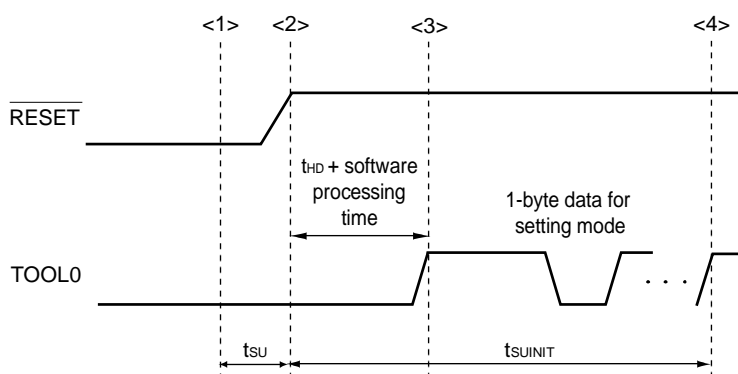 <1> <2> <3> <4>
RESET
tHD + software
processing
time
1-byte data for
setting mode
TOOL0
. . .
tSU
tSUINIT